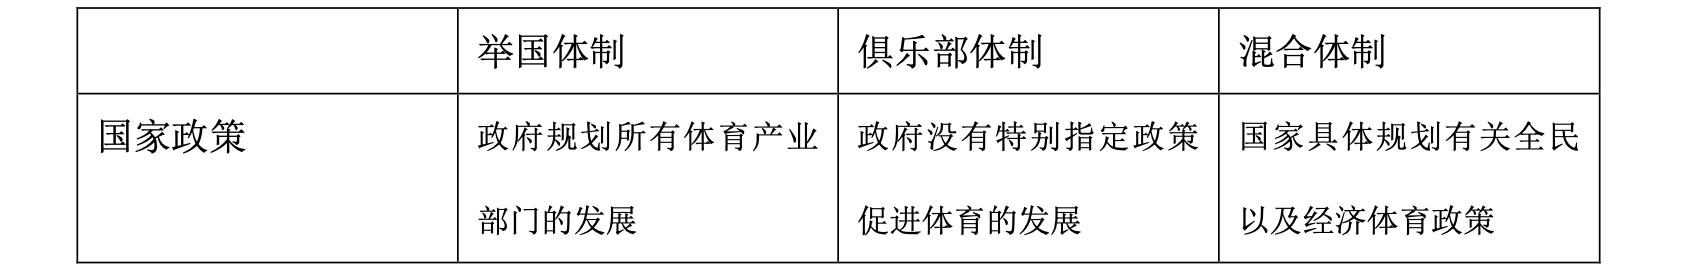 举国体制
俱乐部体制
混合体制
国家政策
政府规划所有体育产业
部门的发展
政府没有特别指定政策
促进体育的发展
国家具体规划有关全民
以及经济体育政策